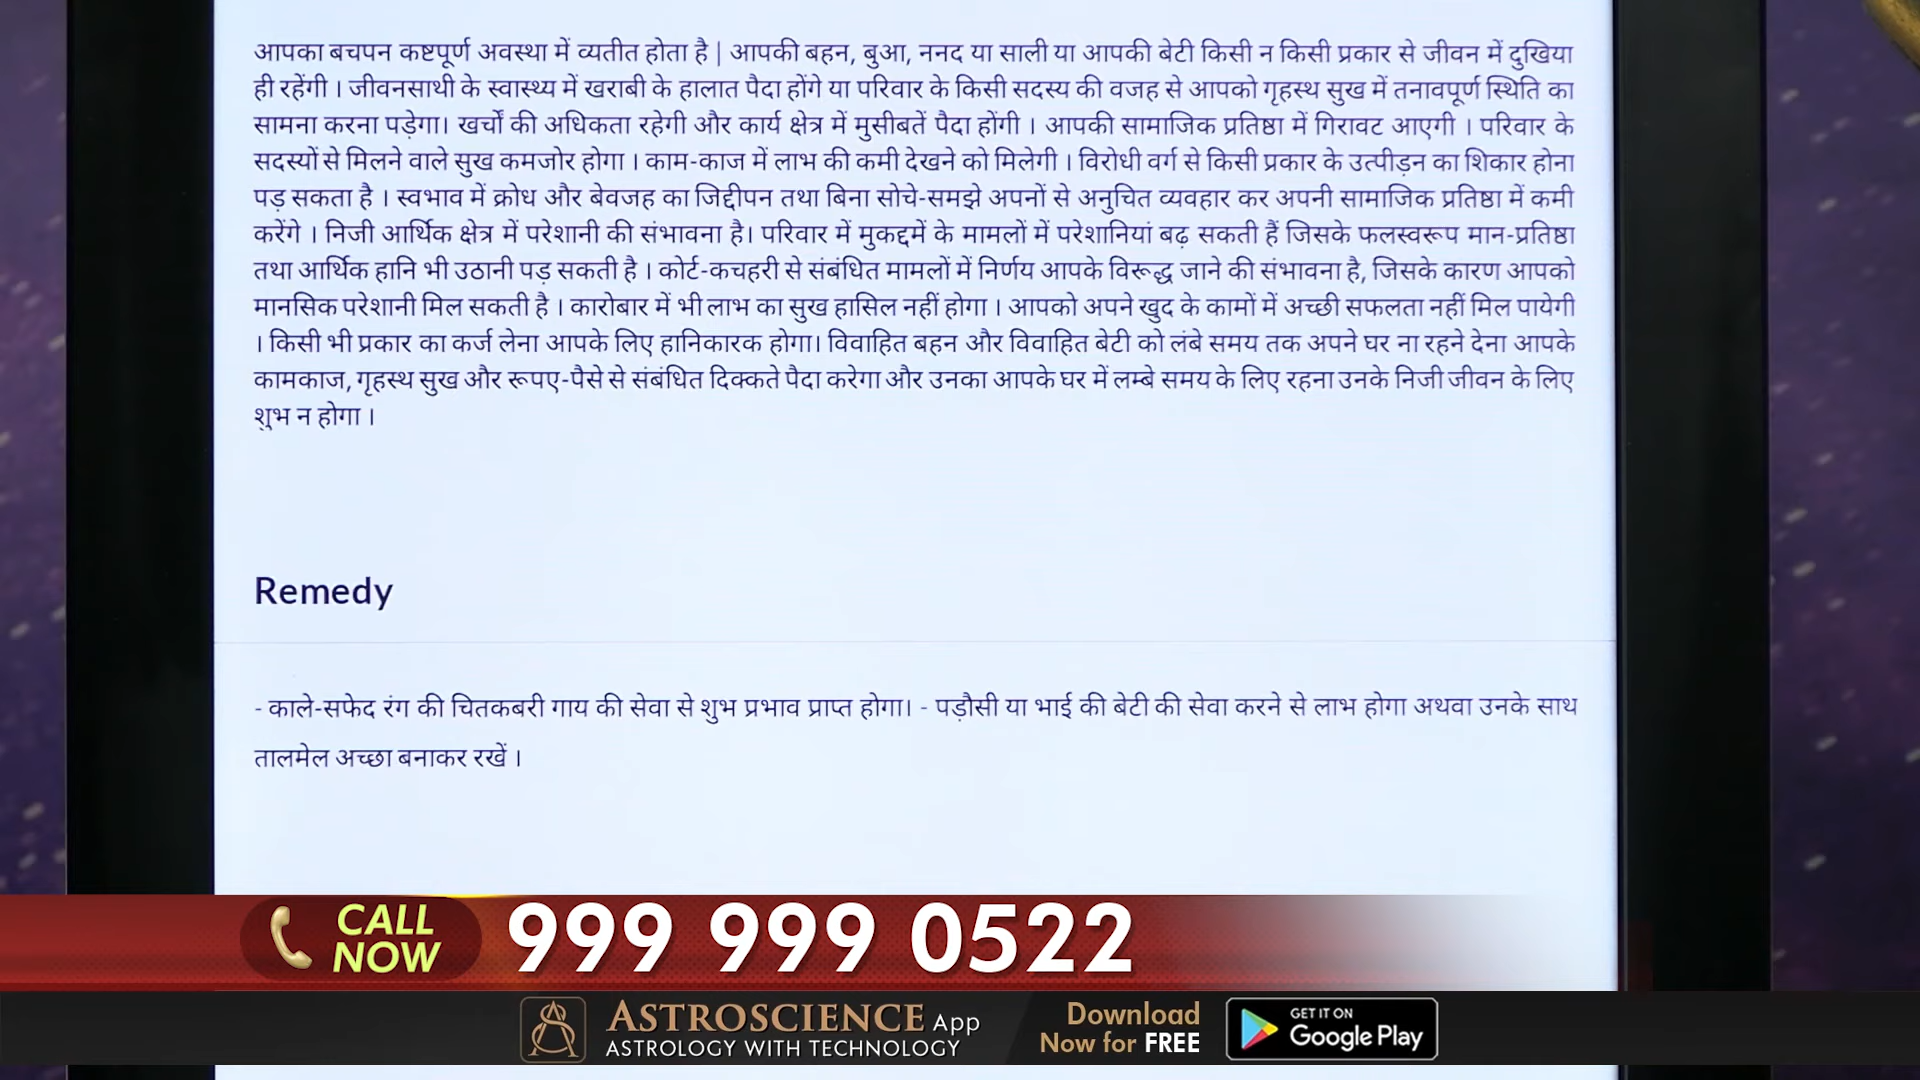 आपका बचपन कष्टपूर्ण अवस्था में व्यतीत होता है | आपकी बहन, बुआ, ननद या साली या आपकी बेटी किसी न किसी प्रकार से जीवन में दुखिया
ही रहेंगी । जीवनसाथी के स्वास्थ्य में खराबी के हालात पैदा होंगे या परिवार के किसी सदस्य की वजह से आपको गृहस्थ सुख में तनावपूर्ण स्थिति का
सामना करना पड़ेगा। खर्चों की अधिकता रहेगी और कार्य क्षेत्र में मुसीबतें पैदा होंगी । आपकी सामाजिक प्रतिष्ठा में गिरावट आएगी । परिवार के
सदस्यों से मिलने वाले सुख कमजोर होगा । काम-काज में लाभ की कमी देखने को मिलेगी । विरोधी वर्ग से किसी प्रकार के उत्पीड़न का शिकार होना
पड़ सकता है । स्वभाव में क्रोध और बेवजह का जिद्दीपन तथा बिना सोचे-समझे अपनों से अनुचित व्यवहार कर अपनी सामाजिक प्रतिष्ठा में कमी
करेंगे । निजी आर्थिक क्षेत्र में परेशानी की संभावना है। परिवार में मुकद्दमें के मामलों में परेशानियां बढ़ सकती हैं जिसके फलस्वरूप मान-प्रतिष्ठा
तथा आर्थिक हानि भी उठानी पड़ सकती है । कोर्ट-कचहरी से संबंधित मामलों में निर्णय आपके विरूद्ध जाने की संभावना है, जिसके कारण आपको
मानसिक परेशानी मिल सकती है । कारोबार में भी लाभ का सुख हासिल नहीं होगा । आपको अपने खुद के कामों में अच्छी सफलता नहीं मिल पायेगी
। किसी भी प्रकार का कर्ज लेना आपके लिए हानिकारक होगा। विवाहित बहन और विवाहित बेटी को लंबे समय तक अपने घर ना रहने देना आपके
कामकाज, गृहस्थ सुख और रूपए-पैसे से संबंधित दिक्कते पैदा करेगा और उनका आपके घर में लम्बे समय के लिए रहना उनके निजी जीवन के लिए
शुभ न होगा ।
Remedy
- काले-सफेद रंग की चितकबरी गाय की सेवा से शुभ प्रभाव प्राप्त होगा। - पड़ौसी या भाई की बेटी की सेवा करने से लाभ होगा अथवा उनके साथ
तालमेल अच्छा बनाकर रखें ।
CALL NOW 999 999 0522
ASTROSCIENCE App
ASTROLOGY WITH TECHNOLOGY
Download
Now for FREE
GET IT ON
Google Play